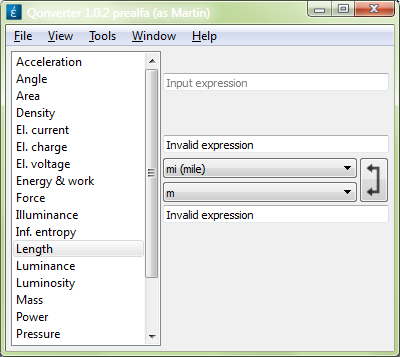 Qonverter 1.0.2 prealfa (as Martin)
File View Tools Window Help
Acceleration
Angle
Area
Density
El. current
El. charge
El. voltage
Energy & work
Force
Illuminance
Inf. entropy
Length
Luminance
Luminosity
Mass
Power
Pressure
Input expression
Invalid expression
mi (mile)
m
Invalid expression